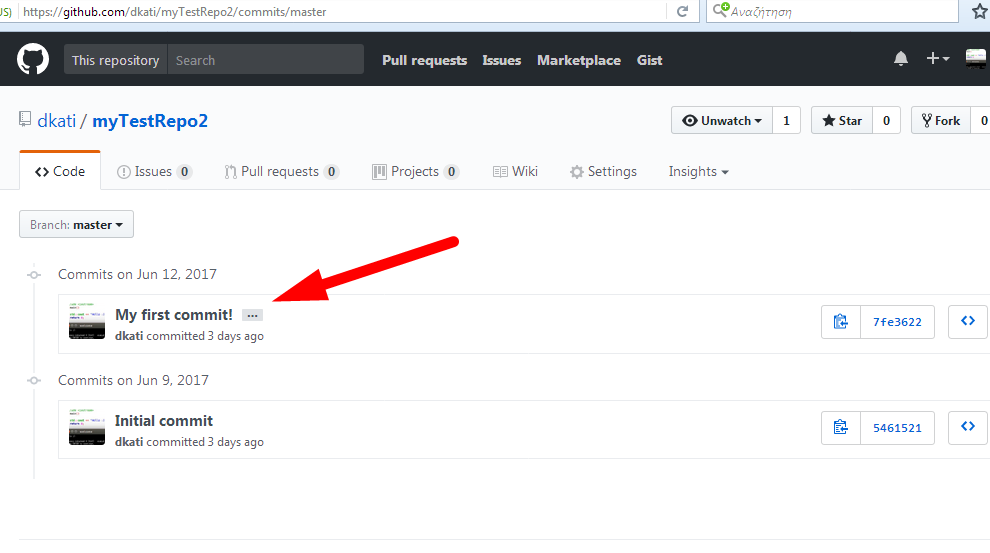 US) https://github.com/dkati/myTestRepo2/commits/master Αναζήτηση
This repository Search Pull requests Issues Marketplace Gist
dkati / myTestRepo2 Unwatch 1 Star 0 Fork 0
Code Issues 0 Pull requests 0 Projects 0 Wiki Settings Insights
Branch: master
Commits on Jun 12, 2017
My first commit! …
7fe3622
dkati committed 3 days ago
Commits on Jun 9, 2017
Initial commit
5461521
dkati committed 3 days ago